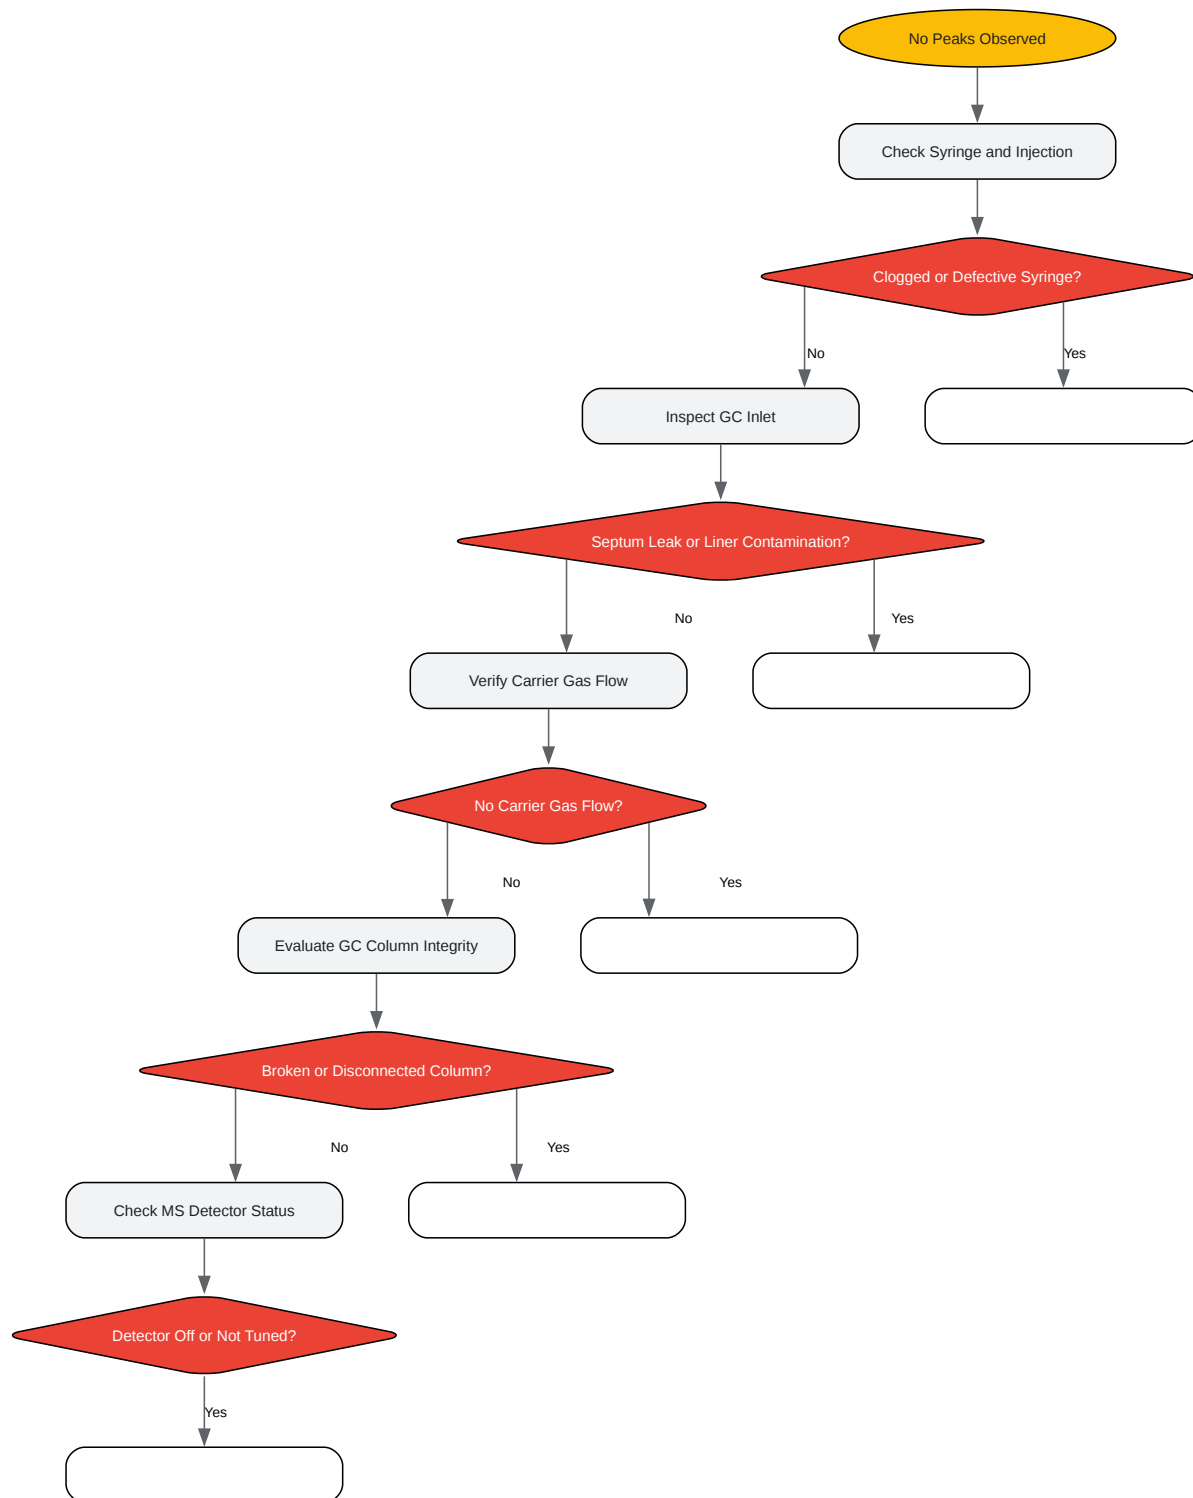 No Peaks Observed
Check Syringe and Injection
Clogged or Defective Syringe?
No
Yes
Inspect GC Inlet
Septum Leak or Liner Contamination?
No
Yes
Verify Carrier Gas Flow
No Carrier Gas Flow?
No
Yes
Evaluate GC Column Integrity
Broken or Disconnected Column?
No
Yes
Check MS Detector Status
Detector Off or Not Tuned?
Yes